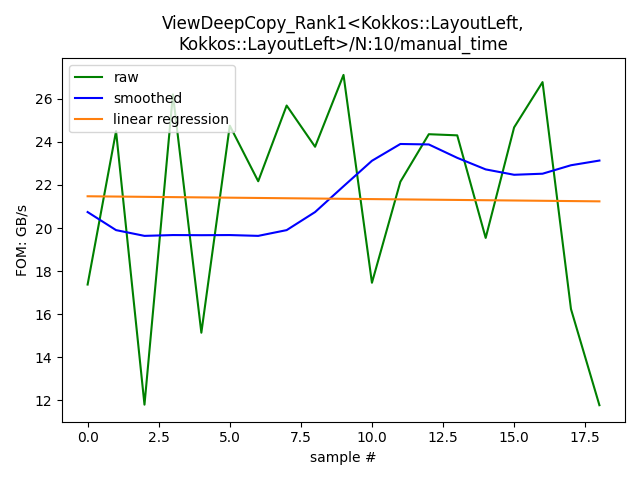 ViewDeepCopy_Rank1<Kokkos::LayoutLeft,
Kokkos::LayoutLeft>/N:10/manual_time
raw
smoothed
linear regression
FOM: GB/s
26
24
22
20
18
16
14
12
0.0 2.5 5.0 7.5 10.0 12.5 15.0 17.5
sample #